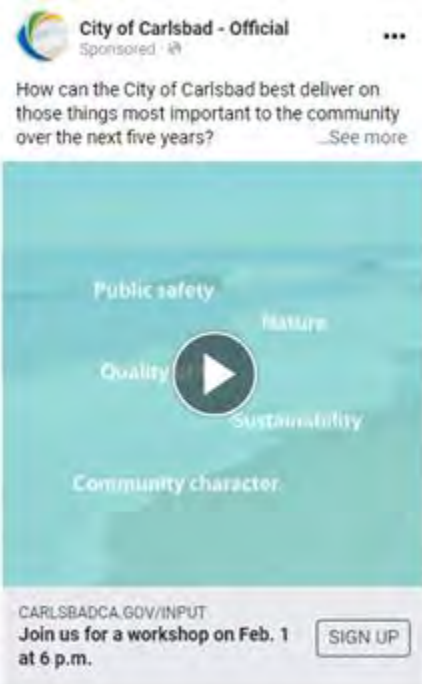 City of Carlsbad - Official
Sponsored ·
How can the City of Carlsbad best deliver on
those things most important to the community
over the next five years? ...See more
Public safety
Nature
Quality
Sustainability
Community character
CARLSBADCA.GOV/INPUT
Join us for a workshop on Feb. 1
at 6 p.m.
SIGN UP